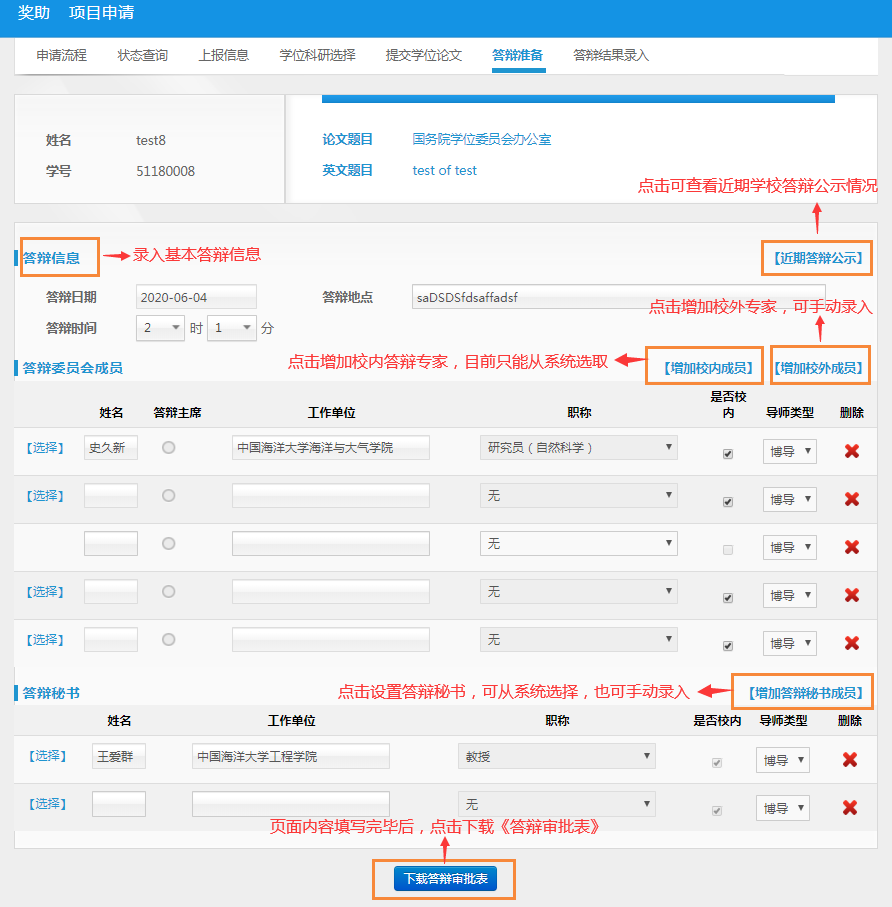 奖助 项目申请
申请流程 状态查询 上报信息 学位科研选择 提交学位论文 答辩准备 答辩结果录入
姓名 test8 论文题目 国务院学位委员会办公室
学号 51180008 英文题目 test of test
点击可查看近期学校答辩公示情况
答辩信息 录入基本答辩信息 【近期答辩公示】
答辩日期 2020-06-04 答辩地点 saDSDSfdsaffadsf
点击增加校外专家，可手动录入
答辩时间 2 时 1 分
点击增加校内答辩专家，目前只能从系统选取
答辩委员会成员 【增加校内成员】 【增加校外成员】
姓名 答辩主席 工作单位 职称 是否校内 导师类型 删除
【选择】 史久新 中国海洋大学海洋与大气学院 研究员（自然科学） 博导
【选择】 无 博导
无 博导
【选择】 无 博导
【选择】 无 博导
答辩秘书 点击设置答辩秘书，可从系统选择，也可手动录入 【增加答辩秘书成员】
姓名 工作单位 职称 是否校内 导师类型 删除
【选择】 王爱群 中国海洋大学工程学院 教授 博导
【选择】 无 博导
页面内容填写完毕后，点击下载《答辩审批表》
下载答辩审批表